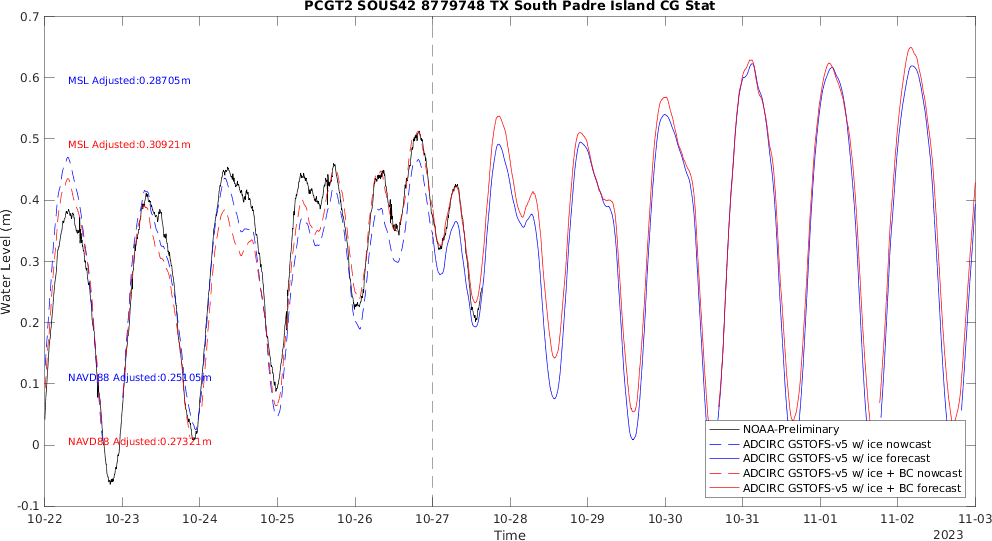 PCGT2 SOUS42 8779748 TX South Padre Island CG Stat
0.7
0.6
0.5
0.4
0.3
0.2
0.1
0
-0.1
Water Level (m)
MSL Adjusted:0.28705m
MSL Adjusted:0.30921m
NAVD88 Adjusted:0.25105m
NAVD88 Adjusted:0.27321m
NOAA-Preliminary
ADCIRC GSTOFS-v5 w/ ice nowcast
ADCIRC GSTOFS-v5 w/ ice forecast
ADCIRC GSTOFS-v5 w/ ice + BC nowcast
ADCIRC GSTOFS-v5 w/ ice + BC forecast
10-22 10-23 10-24 10-25 10-26 10-27 10-28 10-29 10-30 10-31 11-01 11-02 11-03
Time
2023